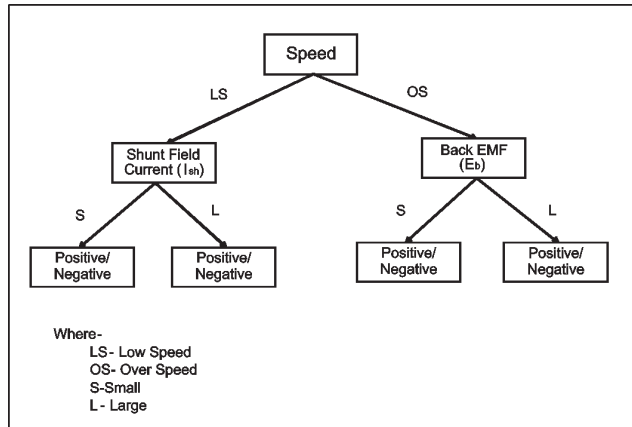 Speed
LS
OS
Shunt Field
Current (Ish)
Back EMF
(Eb)
S
L
S
L
Positive/
Negative
Positive/
Negative
Positive/
Negative
Positive/
Negative
Where-
LS- Low Speed
OS- Over Speed
S-Small
L - Large